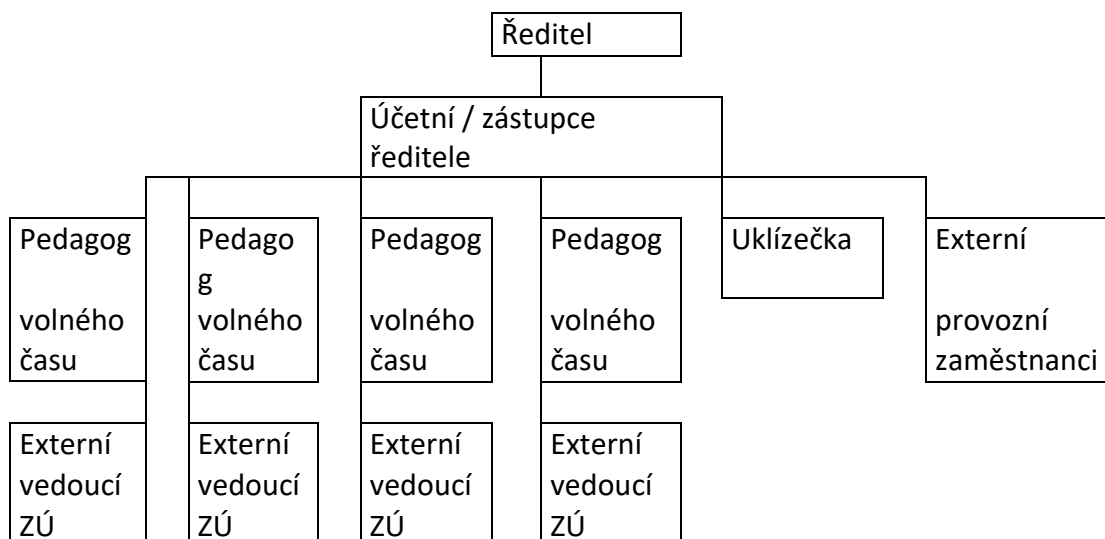 Ředitel
Účetní / zástupce
ředitele
Pedagog
volného
času
Pedago
g
volného
času
Pedagog
volného
času
Pedagog
volného
času
Uklízečka
Externí
provozní
zaměstnanci
Externí
vedoucí
ZÚ
Externí
vedoucí
ZÚ
Externí
vedoucí
ZÚ
Externí
vedoucí
ZÚ